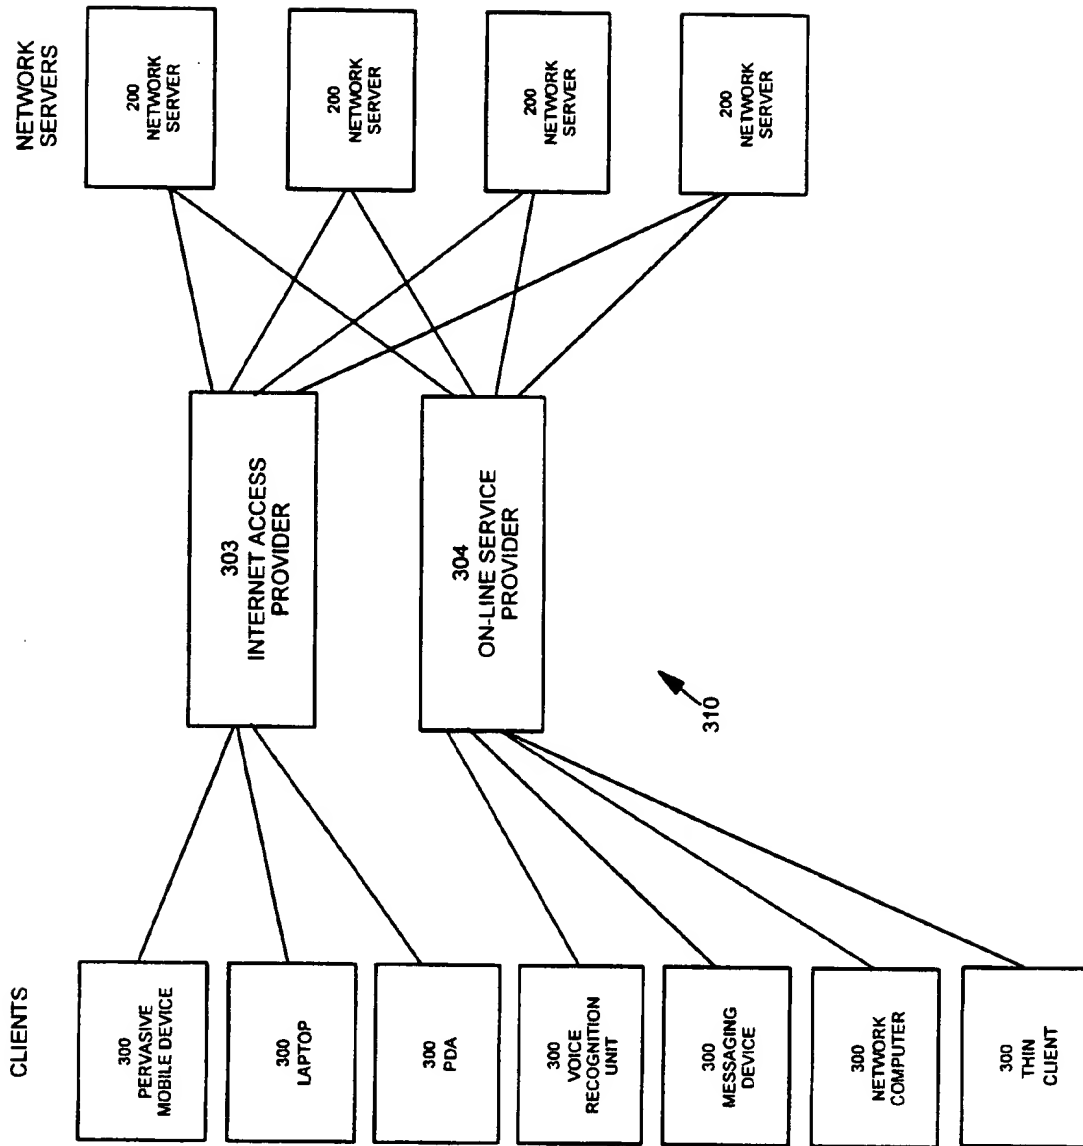 CLIENTS
300
PERVASIVE
MOBILE DEVICE
300
LAPTOP
300
PDA
300
VOICE
RECOGNITION
UNIT
300
MESSAGING
DEVICE
300
NETWORK
COMPUTER
300
THIN
CLIENT
303
INTERNET ACCESS
PROVIDER
304
ON-LINE SERVICE
PROVIDER
310
NETWORK
SERVERS
200
NETWORK
SERVER
200
NETWORK
SERVER
200
NETWORK
SERVER
200
NETWORK
SERVER